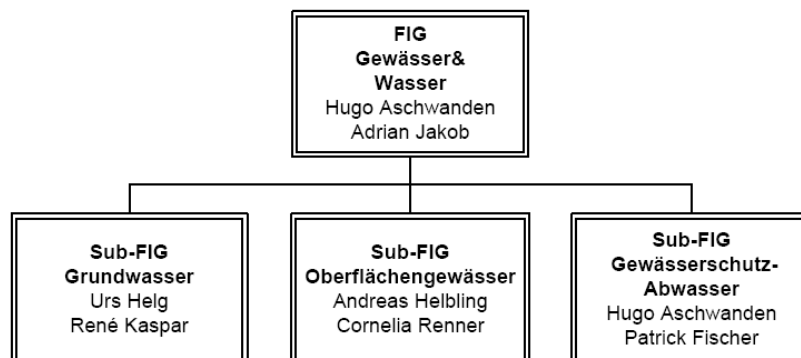 FIG
Gewässer&
Wasser
Hugo Aschwanden
Adrian Jakob
Sub-FIG
Grundwasser
Urs Helg
René Kaspar
Sub-FIG
Oberflächengewässer
Andreas Helbling
Cornelia Renner
Sub-FIG
Gewässerschutz-
Abwasser
Hugo Aschwanden
Patrick Fischer